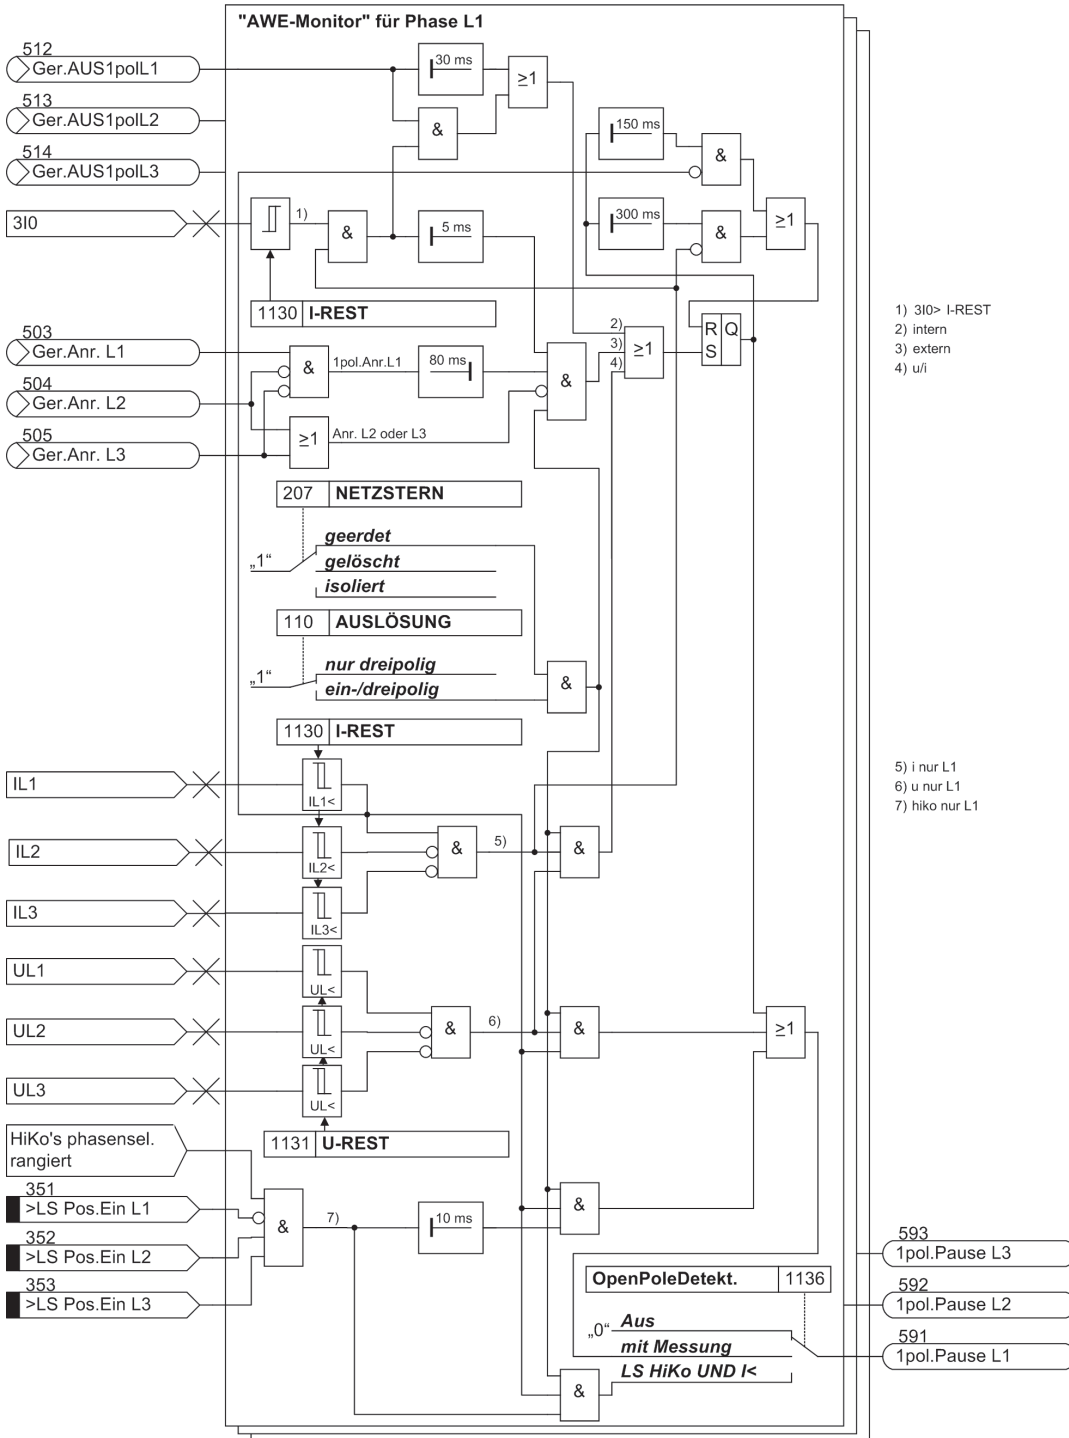 "AWE-Monitor" für Phase L1
512
Ger.AUS1polL1
513
Ger.AUS1polL2
514
Ger.AUS1polL3
3I0
30 ms
≥1
&
150 ms
&
1)
&
5 ms
300 ms
&
≥1
1130 I-REST
503
Ger.Anr. L1
504
Ger.Anr. L2
505
Ger.Anr. L3
&
1pol.Anr.L1
80 ms
≥1
Anr. L2 oder L3
&
2)
3)
4)
≥1
R Q
S
1) 3I0> I-REST
2) intern
3) extern
4) u/i
207 NETZSTERN
geerdet
„1“
gelöscht
isoliert
110 AUSLÖSUNG
nur dreipolig
„1“
ein-/dreipolig
&
1130 I-REST
IL1
IL1<
IL2
IL2<
IL3
IL3<
&
5)
&
5) i nur L1
6) u nur L1
7) hiko nur L1
UL1
UL<
UL2
UL<
UL3
UL<
&
6)
&
≥1
1131 U-REST
HiKo's phasensel.
rangiert
351
>LS Pos.Ein L1
352
>LS Pos.Ein L2
353
>LS Pos.Ein L3
&
7)
10 ms
&
OpenPoleDetekt. 1136
„0“
Aus
mit Messung
LS HiKo UND I<
&
593
1pol.Pause L3
592
1pol.Pause L2
591
1pol.Pause L1